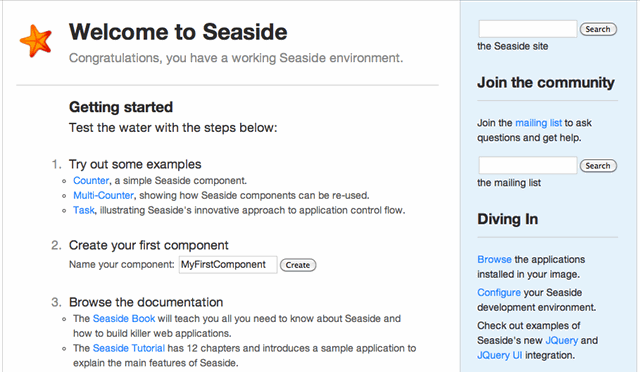 Welcome to Seaside
Congratulations, you have a working Seaside environment.
Getting started
Test the water with the steps below:
1. Try out some examples
Counter, a simple Seaside component.
Multi-Counter, showing how Seaside components can be re-used.
Task, illustrating Seaside's innovative approach to application control flow.
2. Create your first component
Name your component: MyFirstComponent Create
3. Browse the documentation
The Seaside Book will teach you all you need to know about Seaside and
how to build killer web applications.
The Seaside Tutorial has 12 chapters and introduces a sample application to
explain the main features of Seaside.
Search
the Seaside site
Join the community
Join the mailing list to ask
questions and get help.
Search
the mailing list
Diving In
Browse the applications
installed in your image.
Configure your Seaside
development environment.
Check out examples of
Seaside's new JQuery and
JQuery UI integration.